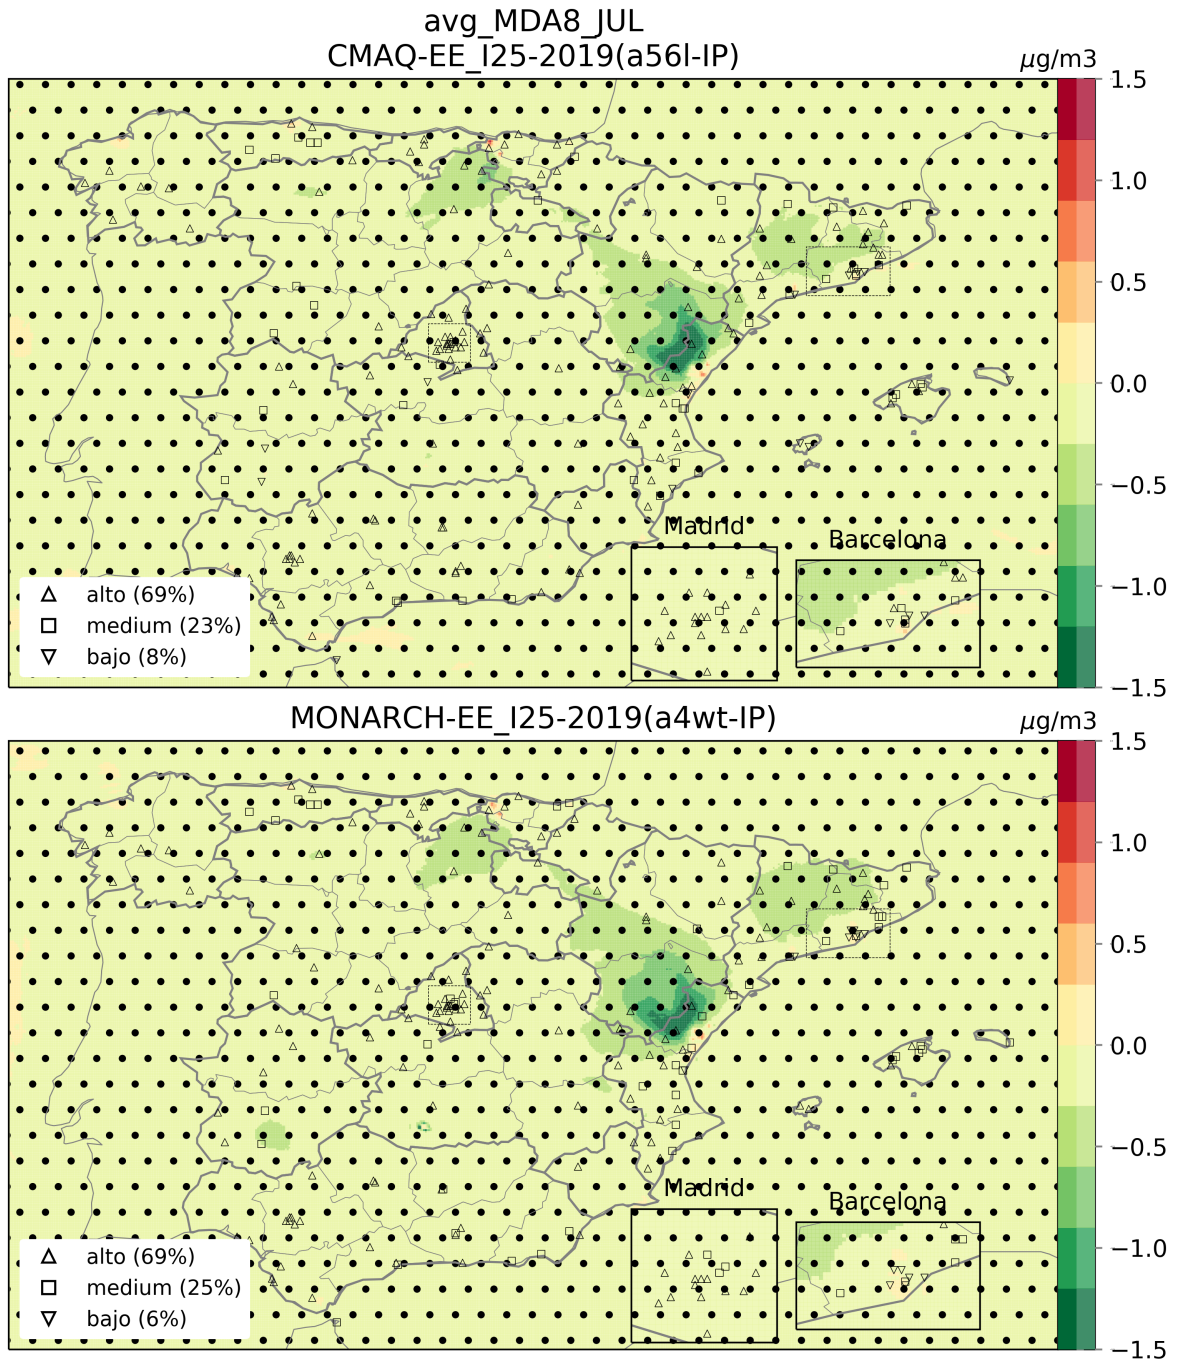 avg_MDA8_JUL
CMAQ-EE_I25-2019(a56l-IP)
μg/m3
1.5
1.0
0.5
0.0
−0.5
−1.0
−1.5
Madrid
Barcelona
alto (69%)
medium (23%)
bajo (8%)
MONARCH-EE_I25-2019(a4wt-IP)
μg/m3
1.5
1.0
0.5
0.0
−0.5
−1.0
−1.5
Madrid
Barcelona
alto (69%)
medium (25%)
bajo (6%)